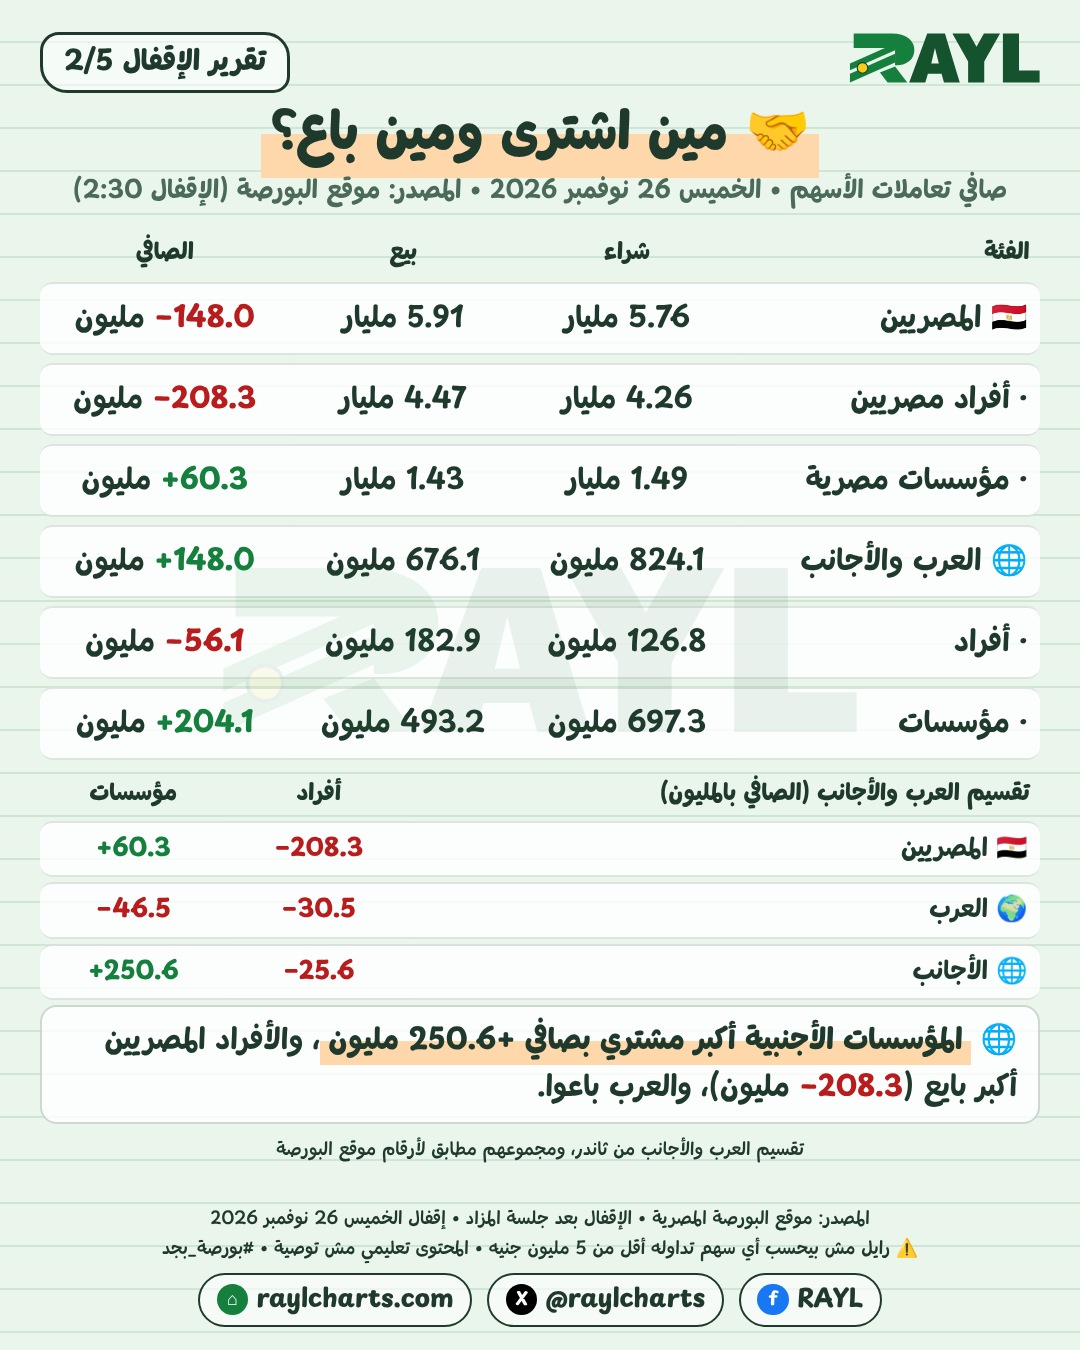 RAYL
تقرير الإقفال 2/5
🤝 مين اشترى ومين باع؟
صافي تعاملات الأسهم • الخميس 26 نوفمبر 2026 • المصدر: موقع البورصة (الإقفال 2:30)
الفئة شراء بيع الصافي
🇪🇬 المصريين 5.76 مليار 5.91 مليار −148.0 مليون
· أفراد مصريين 4.26 مليار 4.47 مليار −208.3 مليون
· مؤسسات مصرية 1.49 مليار 1.43 مليار +60.3 مليون
🌐 العرب والأجانب 824.1 مليون 676.1 مليون +148.0 مليون
· أفراد 126.8 مليون 182.9 مليون −56.1 مليون
· مؤسسات 697.3 مليون 493.2 مليون +204.1 مليون
تقسيم العرب والأجانب (الصافي بالمليون) أفراد مؤسسات
🇪🇬 المصريين −208.3 +60.3
🌍 العرب −30.5 −46.5
🌐 الأجانب −25.6 +250.6
🌐 المؤسسات الأجنبية أكبر مشتري بصافي +250.6 مليون، والأفراد المصريين
أكبر بايع (−208.3 مليون)، والعرب باعوا.
تقسيم العرب والأجانب من ثاندر، ومجموعهم مطابق لأرقام موقع البورصة
المصدر: موقع البورصة المصرية • الإقفال بعد جلسة المزاد • إقفال الخميس 26 نوفمبر 2026
⚠️ رايل مش بيحسب أي سهم تداوله أقل من 5 مليون جنيه • المحتوى تعليمي مش توصية • #بورصة_بجد
RAYL @raylcharts raylcharts.com